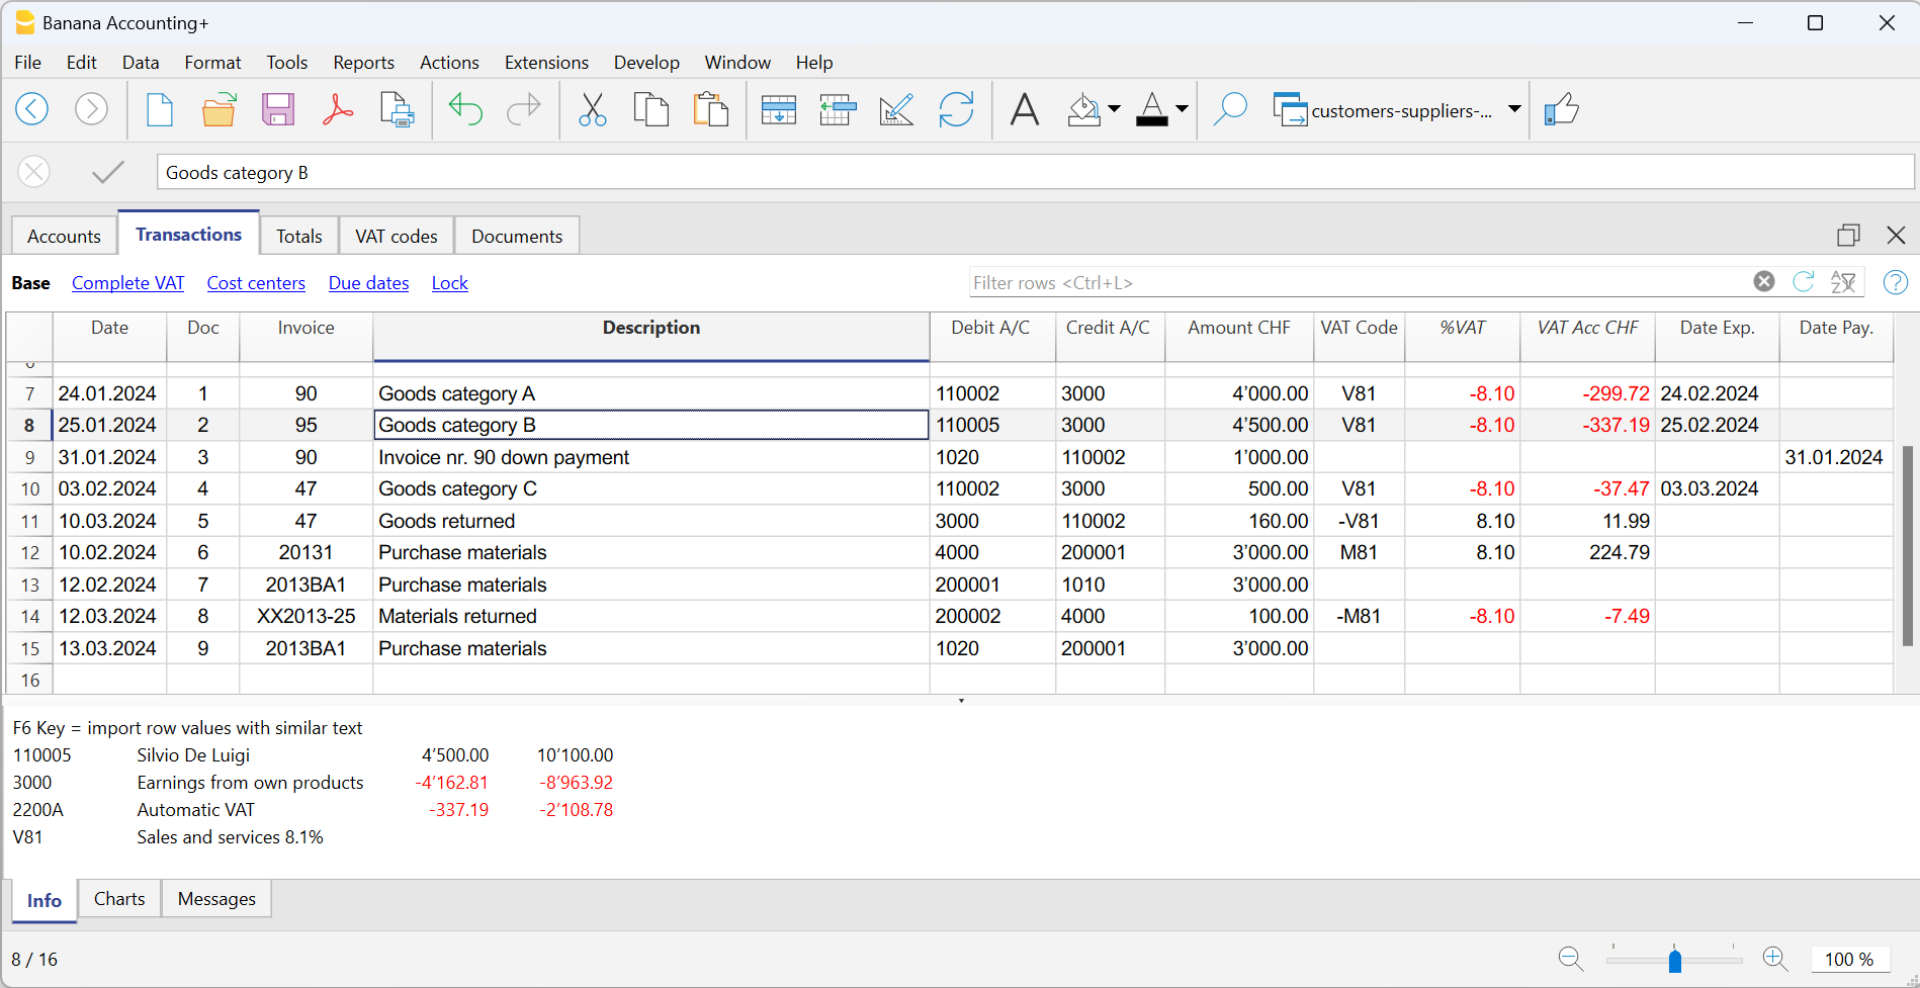 Banana Accounting+
File Edit Data Format Tools Reports Actions Extensions Develop Window Help
customers-suppliers-...
Goods category B
Accounts Transactions Totals VAT codes Documents
Base Complete VAT Cost centers Due dates Lock Filter rows <Ctrl+L>
Date Doc Invoice Description Debit A/C Credit A/C Amount CHF VAT Code %VAT VAT Acc CHF Date Exp. Date Pay.
7 24.01.2024 1 90 Goods category A 110002 3000 4’000.00 V81 -8.10 -299.72 24.02.2024
8 25.01.2024 2 95 Goods category B 110005 3000 4’500.00 V81 -8.10 -337.19 25.02.2024
9 31.01.2024 3 90 Invoice nr. 90 down payment 1020 110002 1’000.00 31.01.2024
10 03.02.2024 4 47 Goods category C 110002 3000 500.00 V81 -8.10 -37.47 03.03.2024
11 10.03.2024 5 47 Goods returned 3000 110002 160.00 -V81 8.10 11.99
12 10.02.2024 6 20131 Purchase materials 4000 200001 3’000.00 M81 8.10 224.79
13 12.02.2024 7 2013BA1 Purchase materials 200001 1010 3’000.00
14 12.03.2024 8 XX2013-25 Materials returned 200002 4000 100.00 -M81 -8.10 -7.49
15 13.03.2024 9 2013BA1 Purchase materials 1020 200001 3’000.00
16
F6 Key = import row values with similar text
110005 Silvio De Luigi 4’500.00 10’100.00
3000 Earnings from own products -4’162.81 -8’963.92
2200A Automatic VAT -337.19 -2’108.78
V81 Sales and services 8.1%
Info Charts Messages
8 / 16 100 %